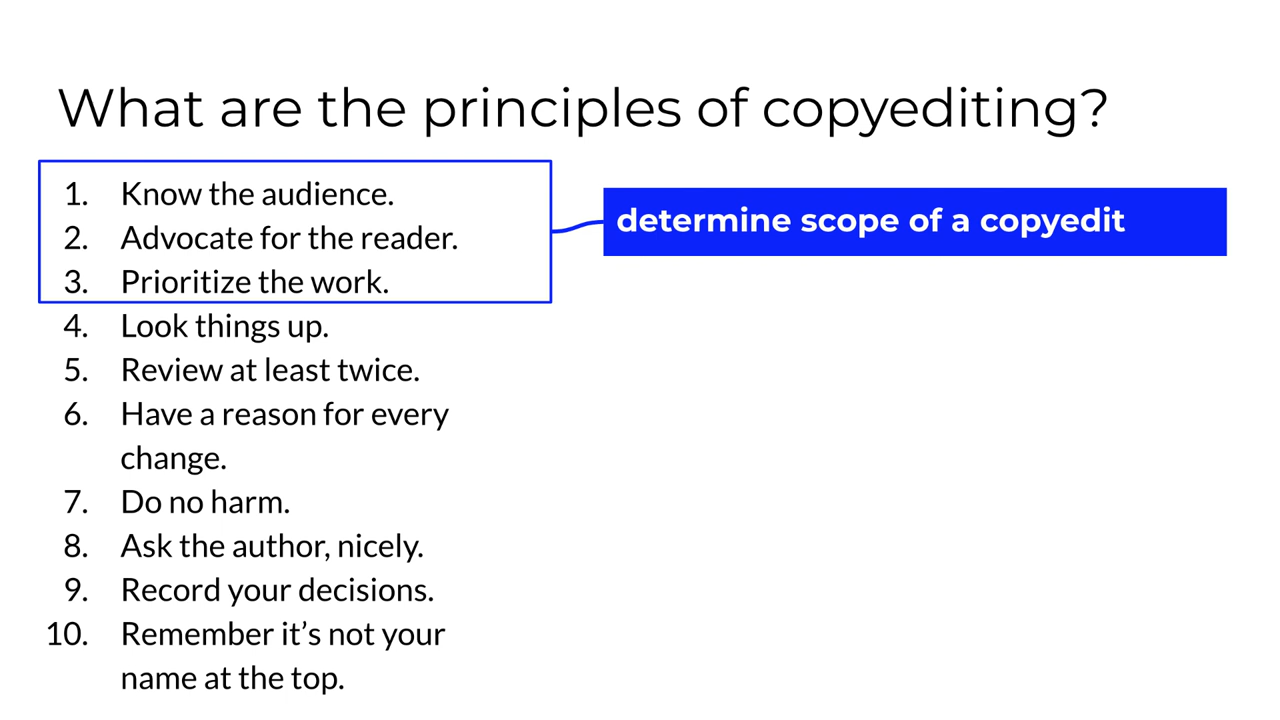 What are the principles of copyediting?
1. Know the audience.
2. Advocate for the reader.
3. Prioritize the work.
determine scope of a copyedit
4. Look things up.
5. Review at least twice.
6. Have a reason for every
change.
7. Do no harm.
8. Ask the author, nicely.
9. Record your decisions.
10. Remember it’s not your
name at the top.